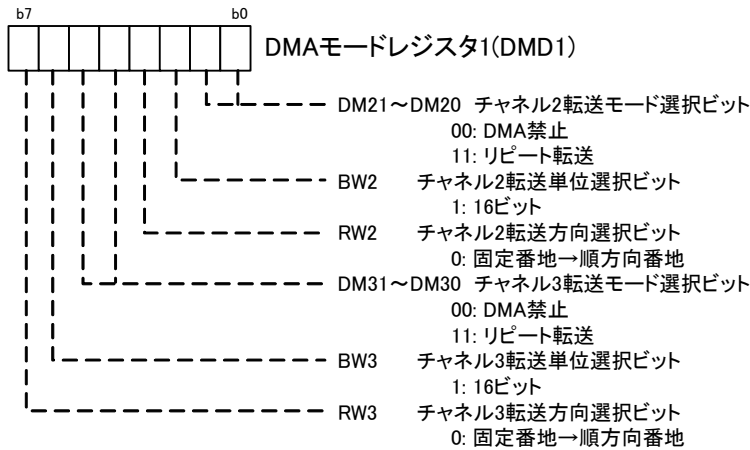 b7 b0
DMAモードレジスタ1(DMD1)
DM21～DM20 チャネル2転送モード選択ビット
00: DMA禁止
11: リピート転送
BW2 チャネル2転送単位選択ビット
1: 16ビット
RW2 チャネル2転送方向選択ビット
0: 固定番地→順方向番地
DM31～DM30 チャネル3転送モード選択ビット
00: DMA禁止
11: リピート転送
BW3 チャネル3転送単位選択ビット
1: 16ビット
RW3 チャネル3転送方向選択ビット
0: 固定番地→順方向番地